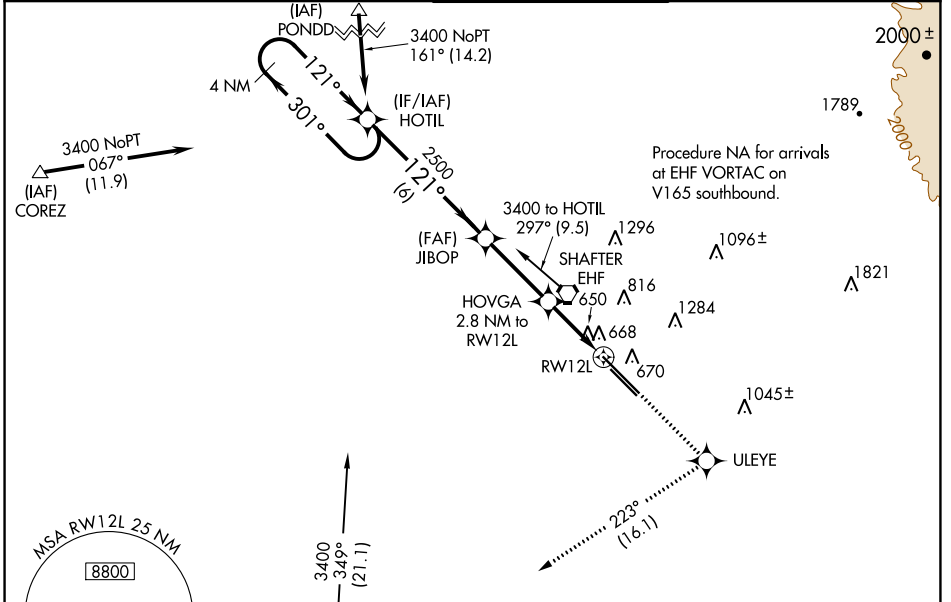 (IAF)
PONDD
3400 NoPT
161° (14.2)
2000 ±
4 NM
121°
301°
(IF/IAF)
HOTIL
1789
2000
3400 NoPT
067°
(11.9)
(IAF)
COREZ
2500
121°
(6)
Procedure NA for arrivals
at EHF VORTAC on
V165 southbound.
3400 to HOTIL
297° (9.5)
(FAF)
JIBOP
1296
1096±
SHAFTER
EHF
1821
HOVGA
2.8 NM to
RW12L
650
816
1284
668
RW12L
670
1045±
ULEYE
223°
(16.1)
3400
349°
(21.1)
MSA RW12L 25 NM
8800